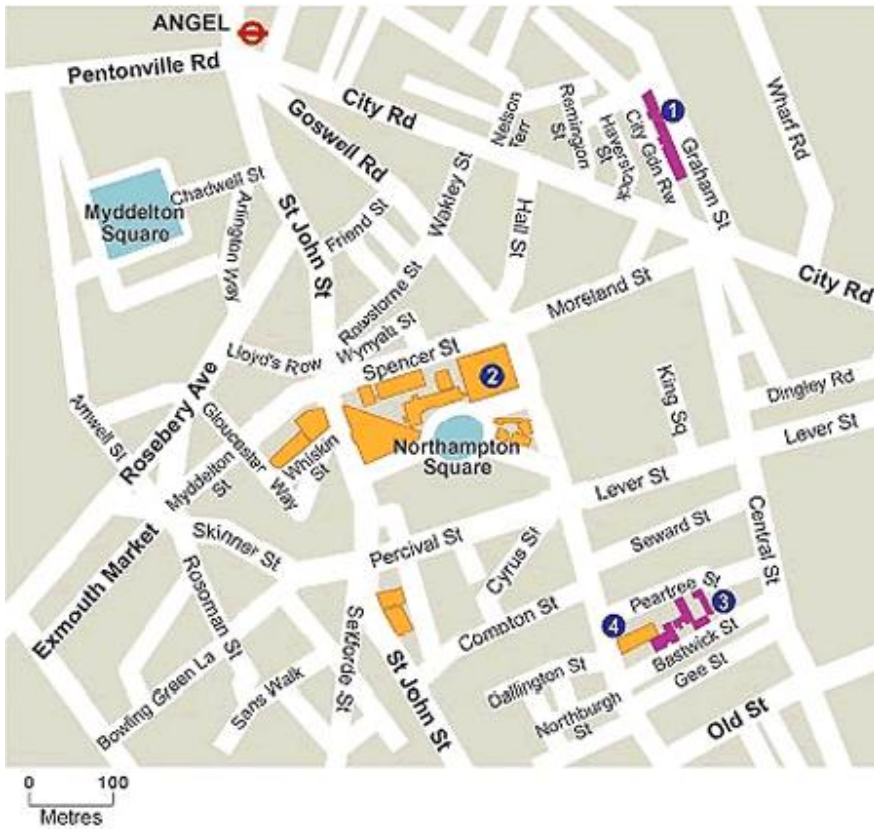 ANGEL
Pentonville Rd
City Rd
Goswell Rd
Nelson
Terr
Remington
St
Haverstock
St
City Gdn Rw
1
Graham St
Wharf Rd
Chadwell St
Myddelton
Square
Arlington Way
St John St
Friend St
Wakley St
Hall St
Moreland St
City Rd
Rawstorne St
Wynyatt St
Lloyd's Row
Spencer St
2
King Sq
Dingley Rd
Amwell St
Rosebery Ave
Gloucester
Way
Whiskin
St
Northampton
Square
Myddelton
St
Lever St
Lever St
Skinner St
Percival St
Cyrus St
Seward St
Central St
Exmouth Market
Rosoman St
Sekforde St
Compton St
Peartree St
3
4
Bastwick St
Gee St
Bowling Green La
Sans Walk
St John St
Dallington St
Northburgh
St
Old St
0 100
Metres